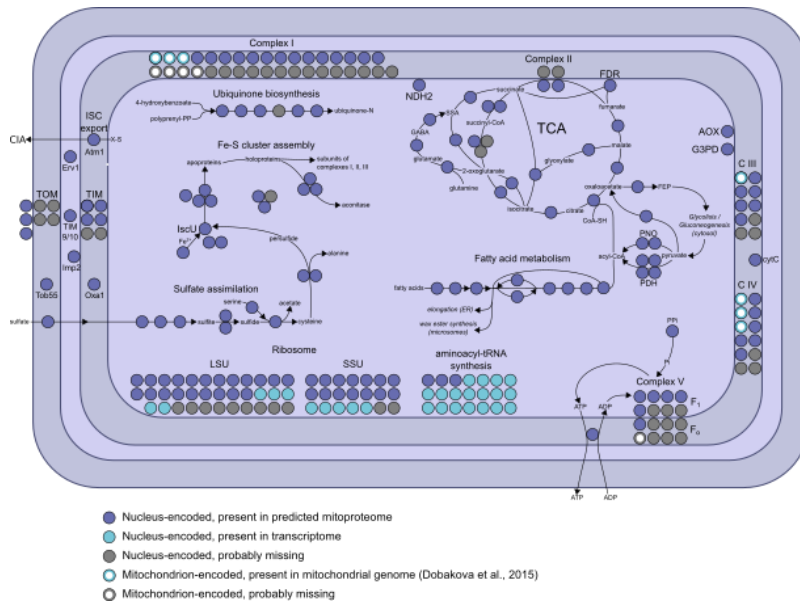 Complex I
Complex II
FDR
NDH2
Ubiquinone biosynthesis
4-hydroxybenzoate
polyprenyl-PP
ubiquinone-N
ISC
export
CIA
X-S
Atm1
Erv1
TOM
TIM
TIM
9/10
Imp2
Tob55
Oxa1
Fe-S cluster assembly
apoproteins
holoproteins
subunits of
complexes I, II, III
aconitase
IscU
Fe²⁺
persulfide
alanine
Sulfate assimilation
sulfate
sulfite
sulfide
serine
acetate
cysteine
TCA
succinate
fumarate
SSA
succinyl-CoA
GABA
glutamate
glutamine
2-oxoglutarate
glyoxylate
malate
oxaloacetate
isocitrate
citrate
CoA-SH
PEP
Glycolisis /
Gluconeogenesis
(cytosol)
PNO
acyl-CoA
pyruvate
PDH
AOX
G3PD
C III
cytC
C IV
Fatty acid metabolism
fatty acids
elongation (ER)
wax ester synthesis
(microsomes)
Ribosome
LSU
SSU
aminoacyl-tRNA
synthesis
PPi
Pi
Complex V
F₁
Fₒ
ATP
ADP
ATP
ADP
Nucleus-encoded, present in predicted mitoproteome
Nucleus-encoded, present in transcriptome
Nucleus-encoded, probably missing
Mitochondrion-encoded, present in mitochondrial genome (Dobakova et al., 2015)
Mitochondrion-encoded, probably missing